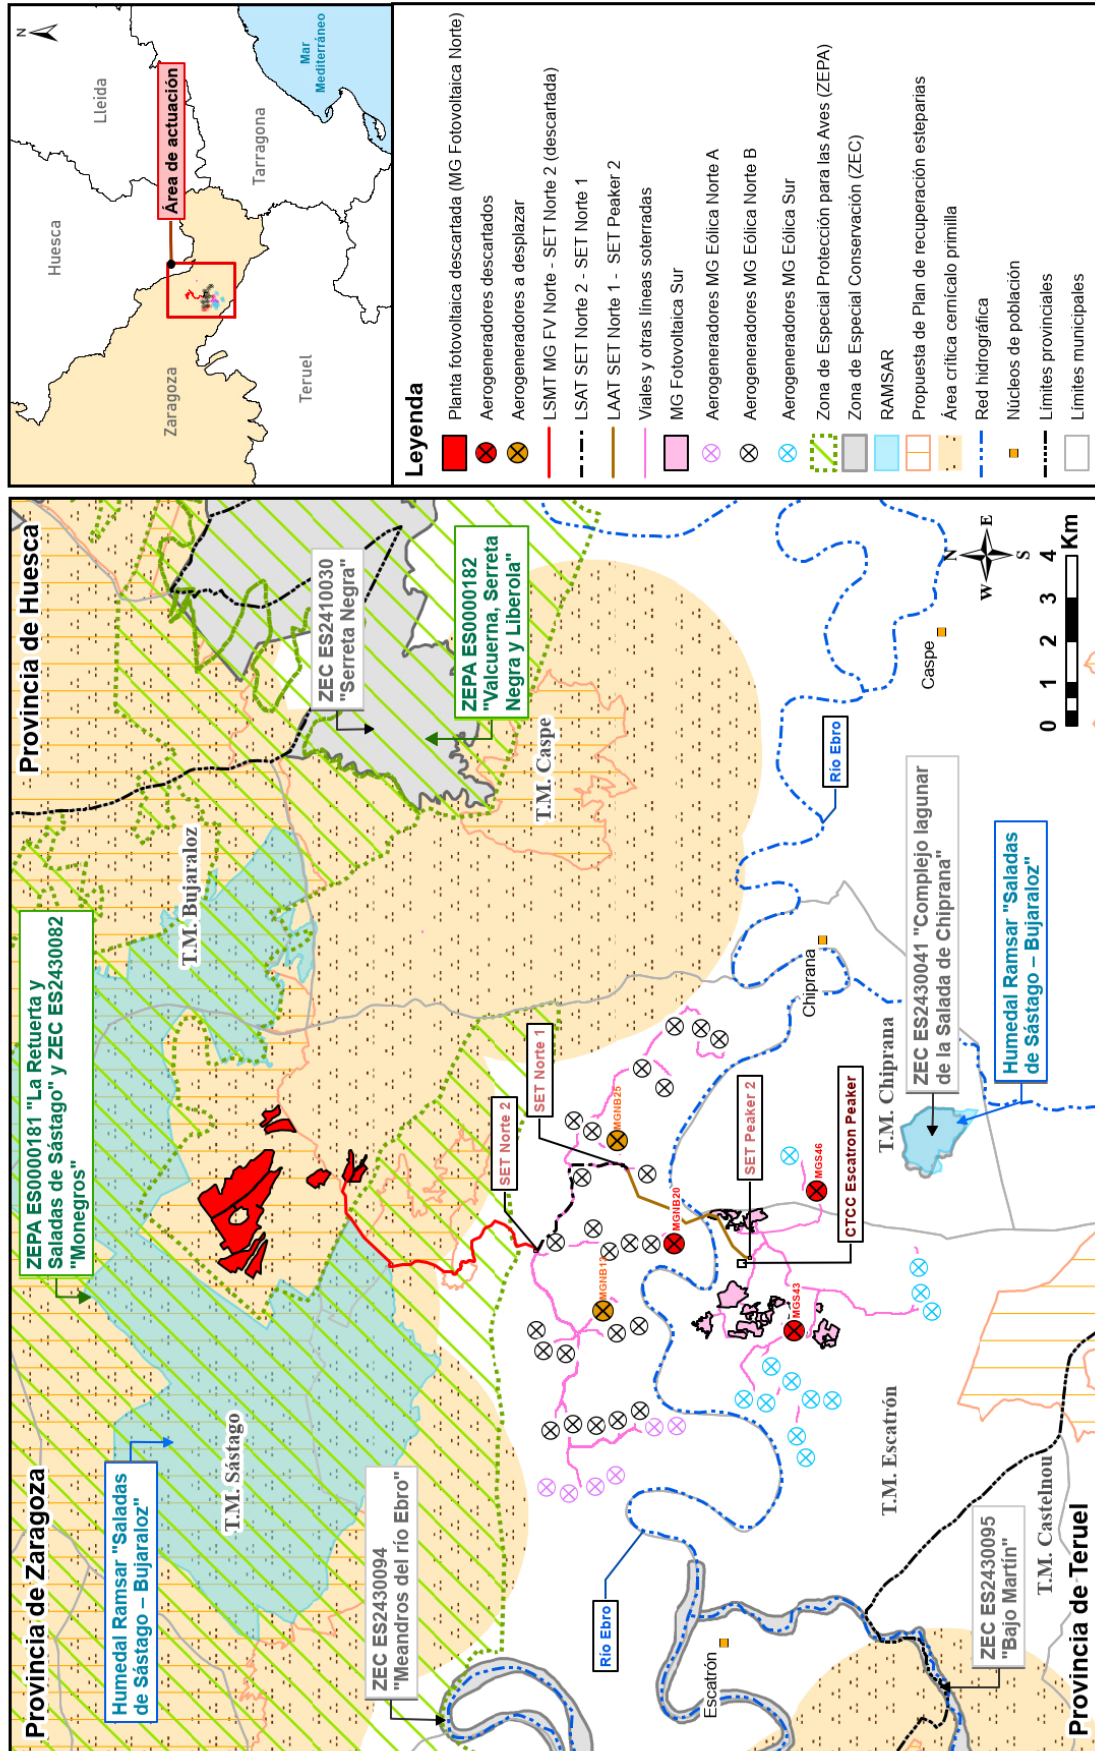 Provincia de Zaragoza
Provincia de Huesca
ZEPA ES0000181 "La Retuerta y
Saladas de Sástago" y ZEC ES2430082
"Monegros"
Humedal Ramsar "Saladas
de Sástago – Bujaraloz"
T.M. Sástago
T.M. Bujaraloz
ZEC ES2410030
"Serreta Negra"
ZEPA ES0000182
"Valcuerna, Serreta
Negra y Liberola"
T.M. Caspe
ZEC ES2430094
"Meandros del río Ebro"
SET Norte 2
SET Norte 1
MGNB25
MGNB20
Río Ebro
Escatrón
SET Peaker 2
CTCC Escatron Peaker
MGS46
MGS43
Chiprana
Río Ebro
Caspe
T.M. Escatrón
T.M. Chiprana
ZEC ES2430041 "Complejo lagunar
de la Salada de Chiprana"
Humedal Ramsar "Saladas
de Sástago – Bujaraloz"
ZEC ES2430095
"Bajo Martín"
T.M. Castelnou
Provincia de Teruel
N
S
E
W
0 1 2 3 4
Km
N
Huesca
Lleida
Área de actuación
Zaragoza
Tarragona
Teruel
Mar
Mediterráneo
Leyenda
Planta fotovoltaica descartada (MG Fotovoltaica Norte)
Aerogeneradores descartados
Aerogeneradores a desplazar
LSMT MG FV Norte - SET Norte 2 (descartada)
LSAT SET Norte 2 - SET Norte 1
LAAT SET Norte 1 - SET Peaker 2
Viales y otras líneas soterradas
MG Fotovoltaica Sur
Aerogeneradores MG Eólica Norte A
Aerogeneradores MG Eólica Norte B
Aerogeneradores MG Eólica Sur
Zona de Especial Protección para las Aves (ZEPA)
Zona de Especial Conservación (ZEC)
RAMSAR
Propuesta de Plan de recuperación esteparias
Área crítica cernícalo primilla
Red hidrográfica
Núcleos de población
Límites provinciales
Límites municipales